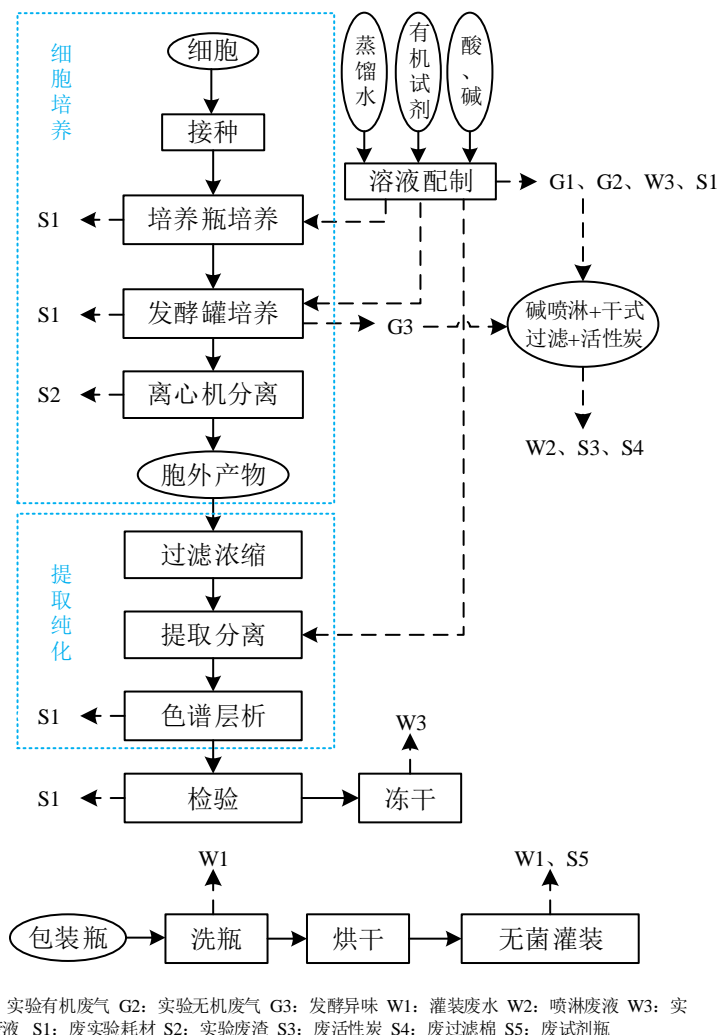 细胞培养
细胞
接种
S1
培养瓶培养
S1
发酵罐培养
G3
S2
离心机分离
胞外产物
蒸馏水
有机试剂
酸、碱
溶液配制
G1、G2、W3、S1
碱喷淋+干式
过滤+活性炭
W2、S3、S4
提取纯化
过滤浓缩
提取分离
S1
色谱层析
S1
检验
W3
冻干
W1
W1、S5
包装瓶
洗瓶
烘干
无菌灌装
实验有机废气 G2：实验无机废气 G3：发酵异味 W1：灌装废水 W2：喷淋废液 W3：实
液 S1：废实验耗材 S2：实验废渣 S3：废活性炭 S4：废过滤棉 S5：废试剂瓶